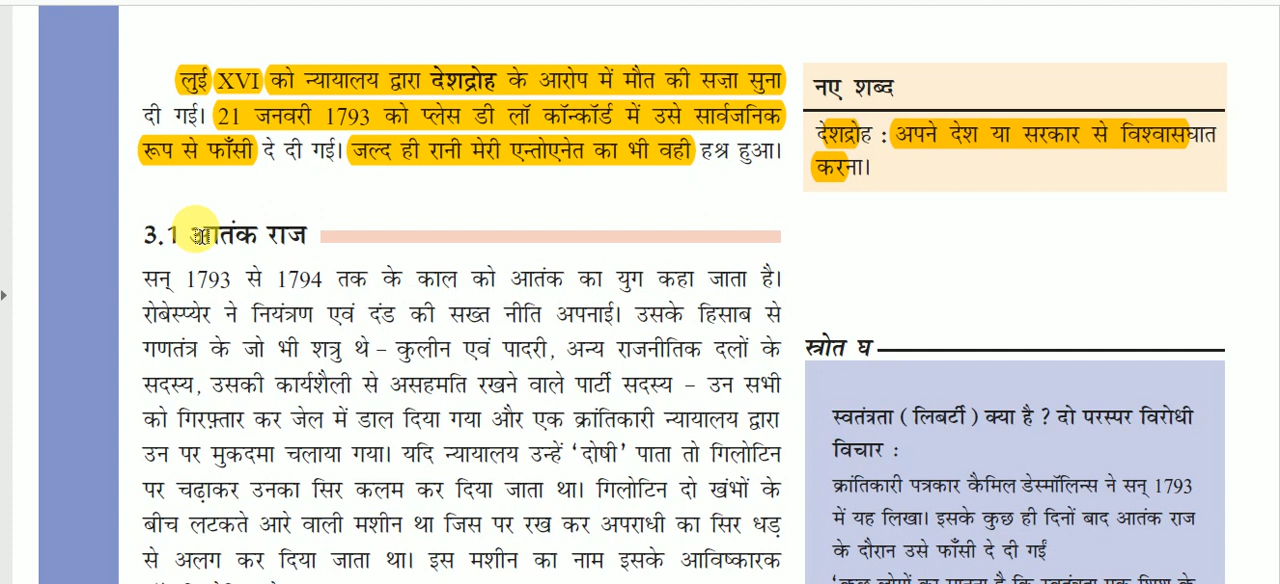 लुई XVI को न्यायालय द्वारा देशद्रोह के आरोप में मौत की सज़ा सुना
दी गई। 21 जनवरी 1793 को प्लेस डी लॉ कॉन्कॉर्ड में उसे सार्वजनिक
रूप से फाँसी दे दी गई। जल्द ही रानी मेरी एन्तोएनेत का भी वही हश्र हुआ।
3.1 आतंक राज
सन् 1793 से 1794 तक के काल को आतंक का युग कहा जाता है।
रोबेस्प्येर ने नियंत्रण एवं दंड की सख्त नीति अपनाई। उसके हिसाब से
गणतंत्र के जो भी शत्रु थे – कुलीन एवं पादरी, अन्य राजनीतिक दलों के
सदस्य, उसकी कार्यशैली से असहमति रखने वाले पार्टी सदस्य – उन सभी
को गिरफ़्तार कर जेल में डाल दिया गया और एक क्रांतिकारी न्यायालय द्वारा
उन पर मुकदमा चलाया गया। यदि न्यायालय उन्हें ‘दोषी’ पाता तो गिलोटिन
पर चढ़ाकर उनका सिर कलम कर दिया जाता था। गिलोटिन दो खंभों के
बीच लटकते आरे वाली मशीन था जिस पर रख कर अपराधी का सिर धड़
से अलग कर दिया जाता था। इस मशीन का नाम इसके आविष्कारक
नए शब्द
देशद्रोह : अपने देश या सरकार से विश्वासघात
करना।
स्रोत घ
स्वतंत्रता ( लिबर्टी ) क्या है ? दो परस्पर विरोधी
विचार :
क्रांतिकारी पत्रकार कैमिल डेस्मॉलिन्स ने सन् 1793
में यह लिखा। इसके कुछ ही दिनों बाद आतंक राज
के दौरान उसे फाँसी दे दी गई